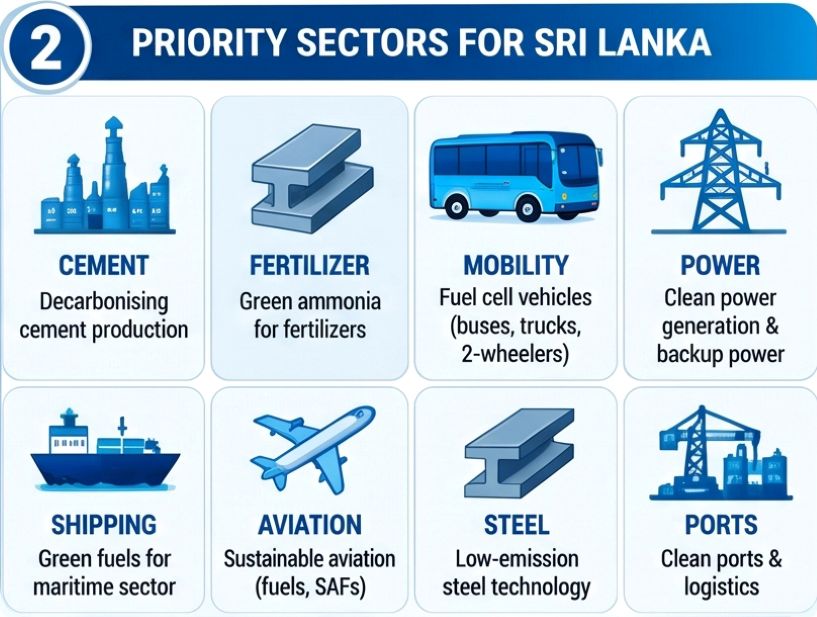 2
PRIORITY SECTORS FOR SRI LANKA
CEMENT
Decarbonising
cement production
FERTILIZER
Green ammonia
for fertilizers
MOBILITY
Fuel cell vehicles
(buses, trucks,
2-wheelers)
POWER
Clean power
generation &
backup power
SHIPPING
Green fuels for
maritime sector
AVIATION
Sustainable aviation
(fuels, SAFs)
STEEL
Low-emission
steel technology
PORTS
Clean ports &
logistics